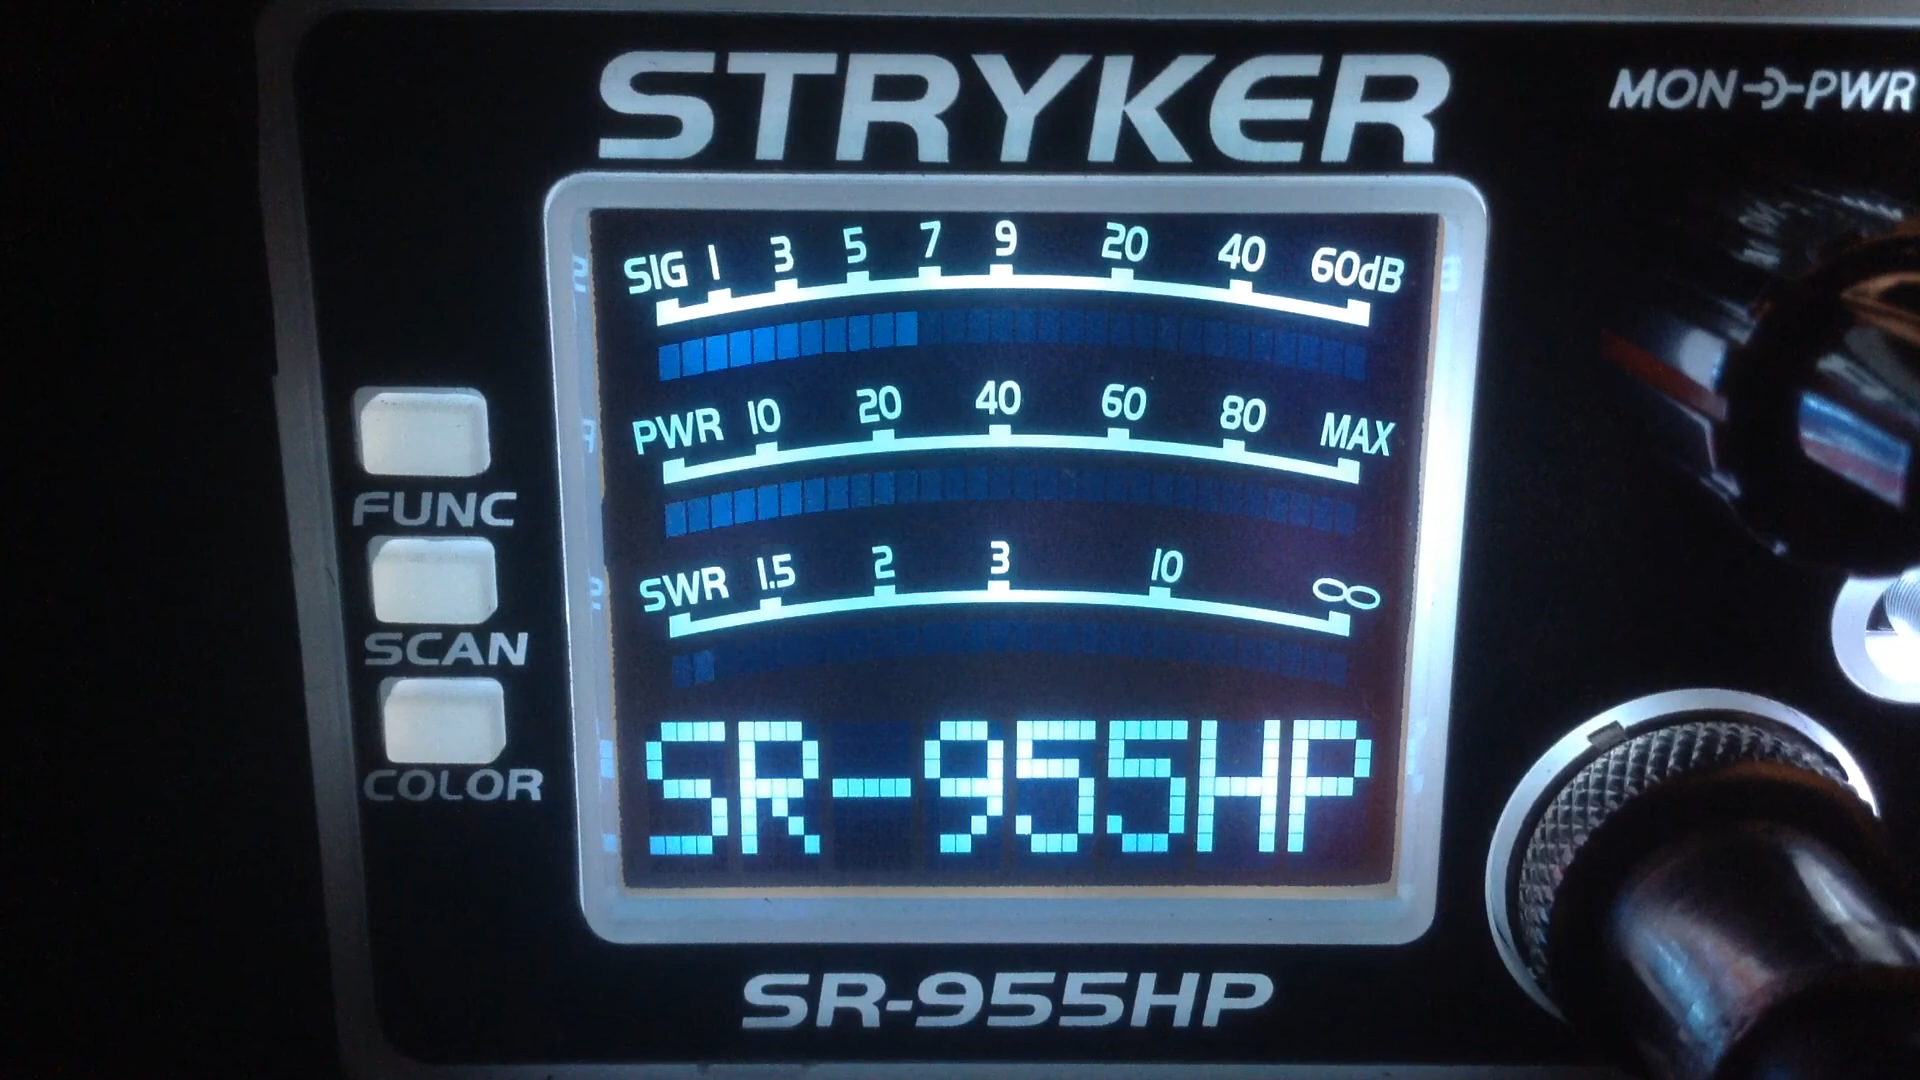 STRYKER
MON PWR
SIG 1 3 5 7 9 20 40 60dB
PWR 10 20 40 60 80 MAX
SWR 1.5 2 3 10 ∞
SR-955HP
FUNC
SCAN
COLOR
SR-955HP